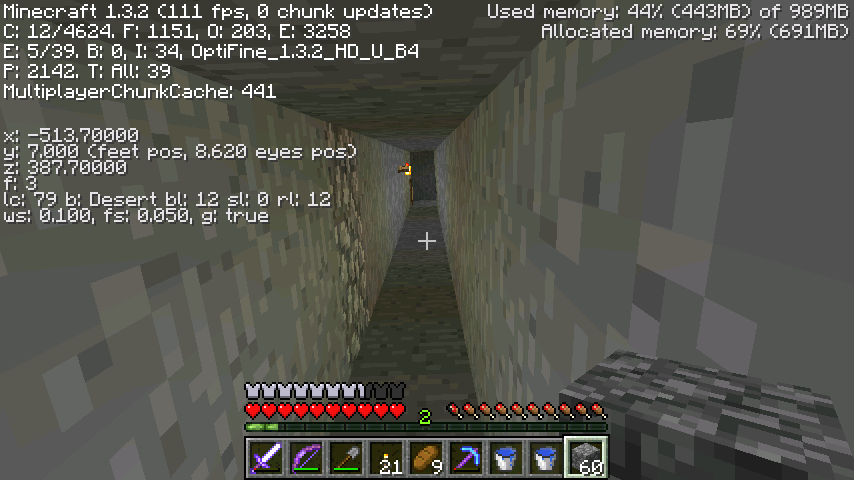 Minecraft 1.3.2 (111 fps, 0 chunk updates)
Used memory: 44% (443MB) of 989MB
C: 12/4624. F: 1151, O: 203, E: 3258
Allocated memory: 69% (691MB)
E: 5/39. B: 0, I: 34, OptiFine_1.3.2_HD_U_B4
P: 2142. T: All: 39
MultiplayerChunkCache: 441
x: -513.70000
y: 7.000 (feet pos, 8.620 eyes pos)
z: 387.70000
f: 3
lc: 79 b: Desert bl: 12 sl: 0 rl: 12
ws: 0.100, fs: 0.050, g: true
2
21
9
60